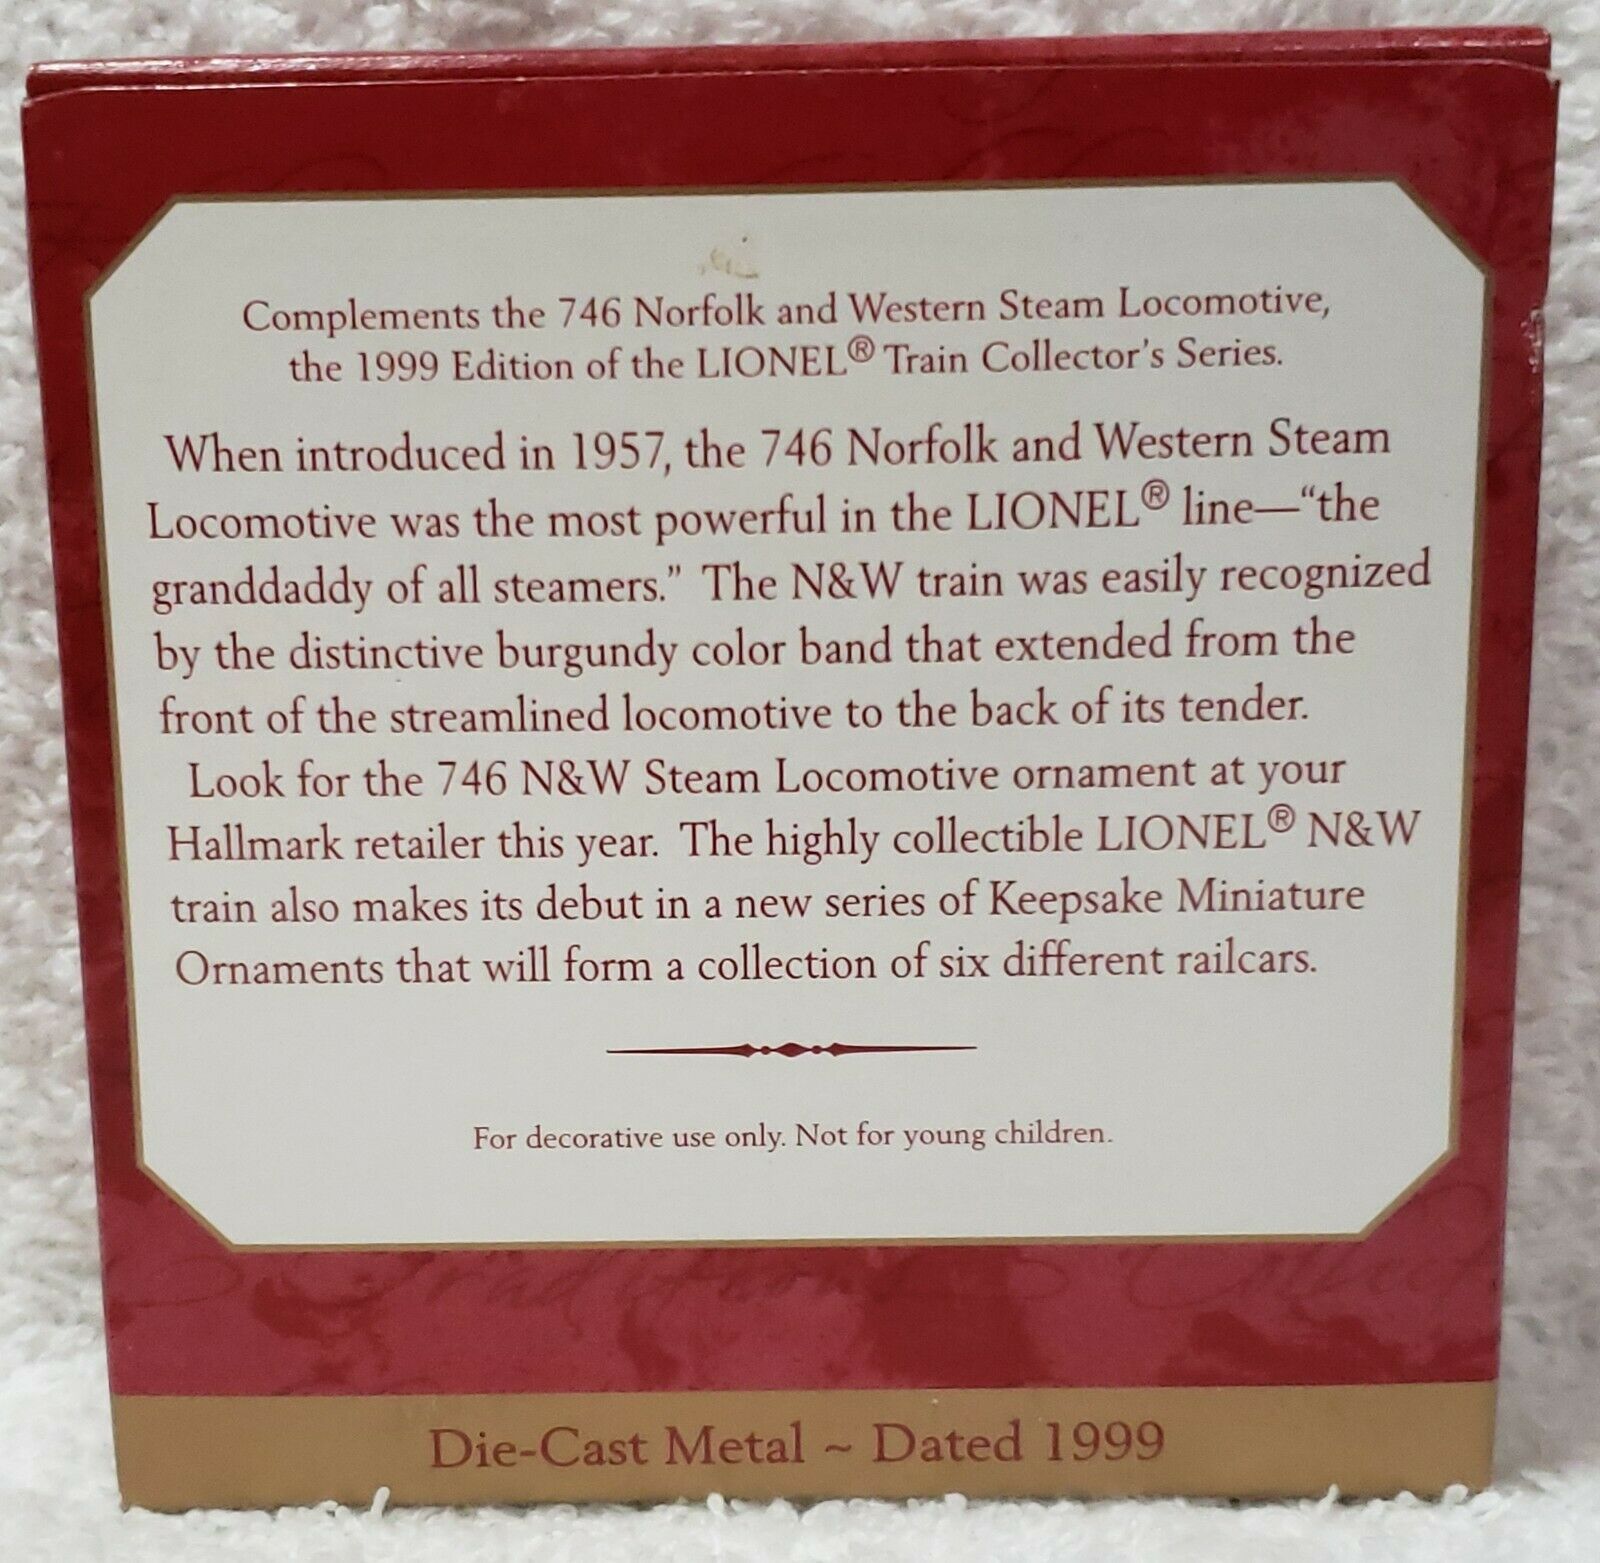 Complements the 746 Norfolk and Western Steam Locomotive,
the 1999 Edition of the LIONEL® Train Collector's Series.
When introduced in 1957, the 746 Norfolk and Western Steam
Locomotive was the most powerful in the LIONEL® line—“the
granddaddy of all steamers.” The N&W train was easily recognized
by the distinctive burgundy color band that extended from the
front of the streamlined locomotive to the back of its tender.
Look for the 746 N&W Steam Locomotive ornament at your
Hallmark retailer this year. The highly collectible LIONEL® N&W
train also makes its debut in a new series of Keepsake Miniature
Ornaments that will form a collection of six different railcars.
For decorative use only. Not for young children.
Traditions
Die-Cast Metal ~ Dated 1999